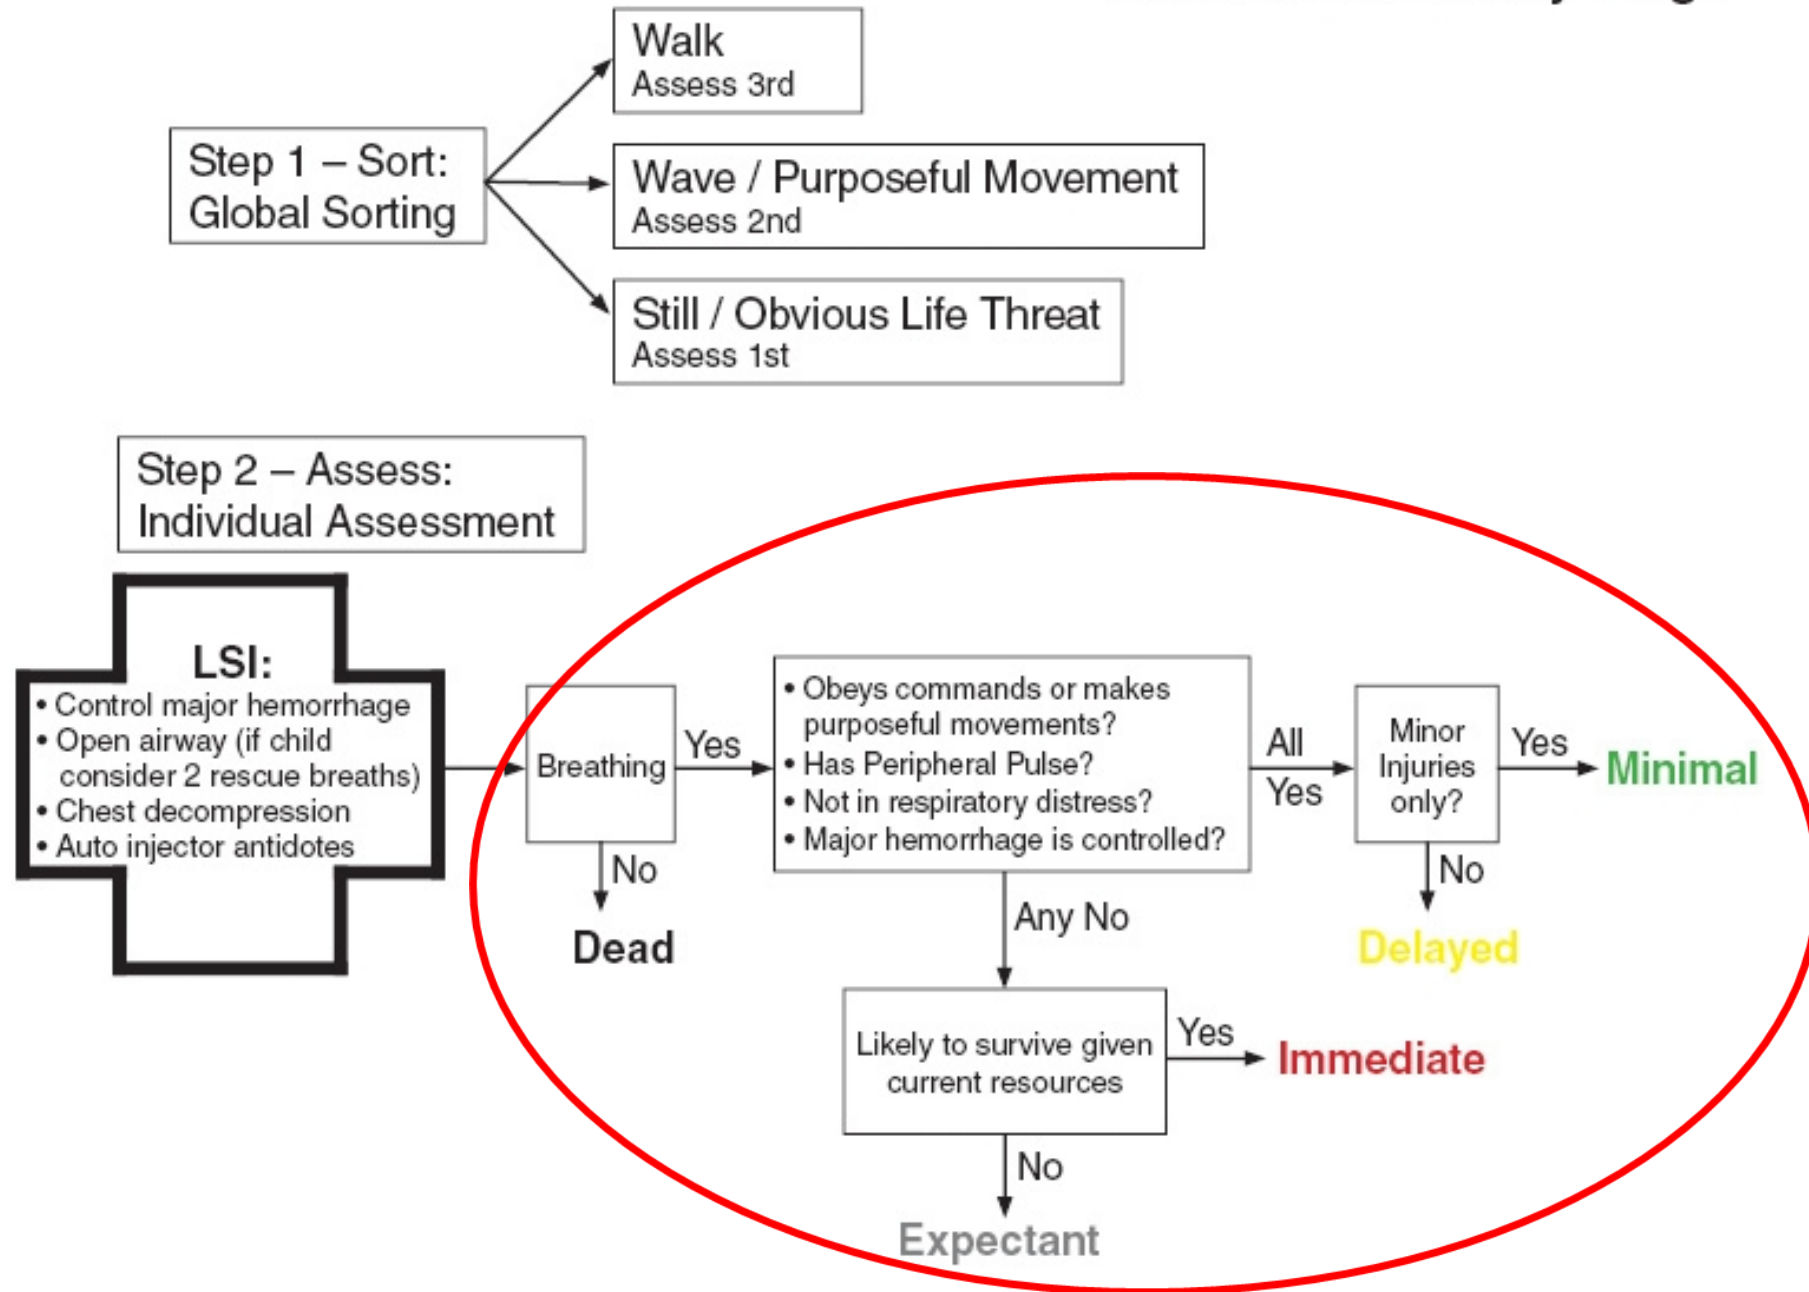 Walk
Assess 3rd
Step 1 – Sort:
Global Sorting
Wave / Purposeful Movement
Assess 2nd
Still / Obvious Life Threat
Assess 1st
Step 2 – Assess:
Individual Assessment
LSI:
• Control major hemorrhage
• Open airway (if child
consider 2 rescue breaths)
• Chest decompression
• Auto injector antidotes
Breathing
Yes
No
Dead
• Obeys commands or makes
purposeful movements?
• Has Peripheral Pulse?
• Not in respiratory distress?
• Major hemorrhage is controlled?
All
Yes
Minor
Injuries
only?
Yes
Minimal
No
Delayed
Any No
Likely to survive given
current resources
Yes
Immediate
No
Expectant